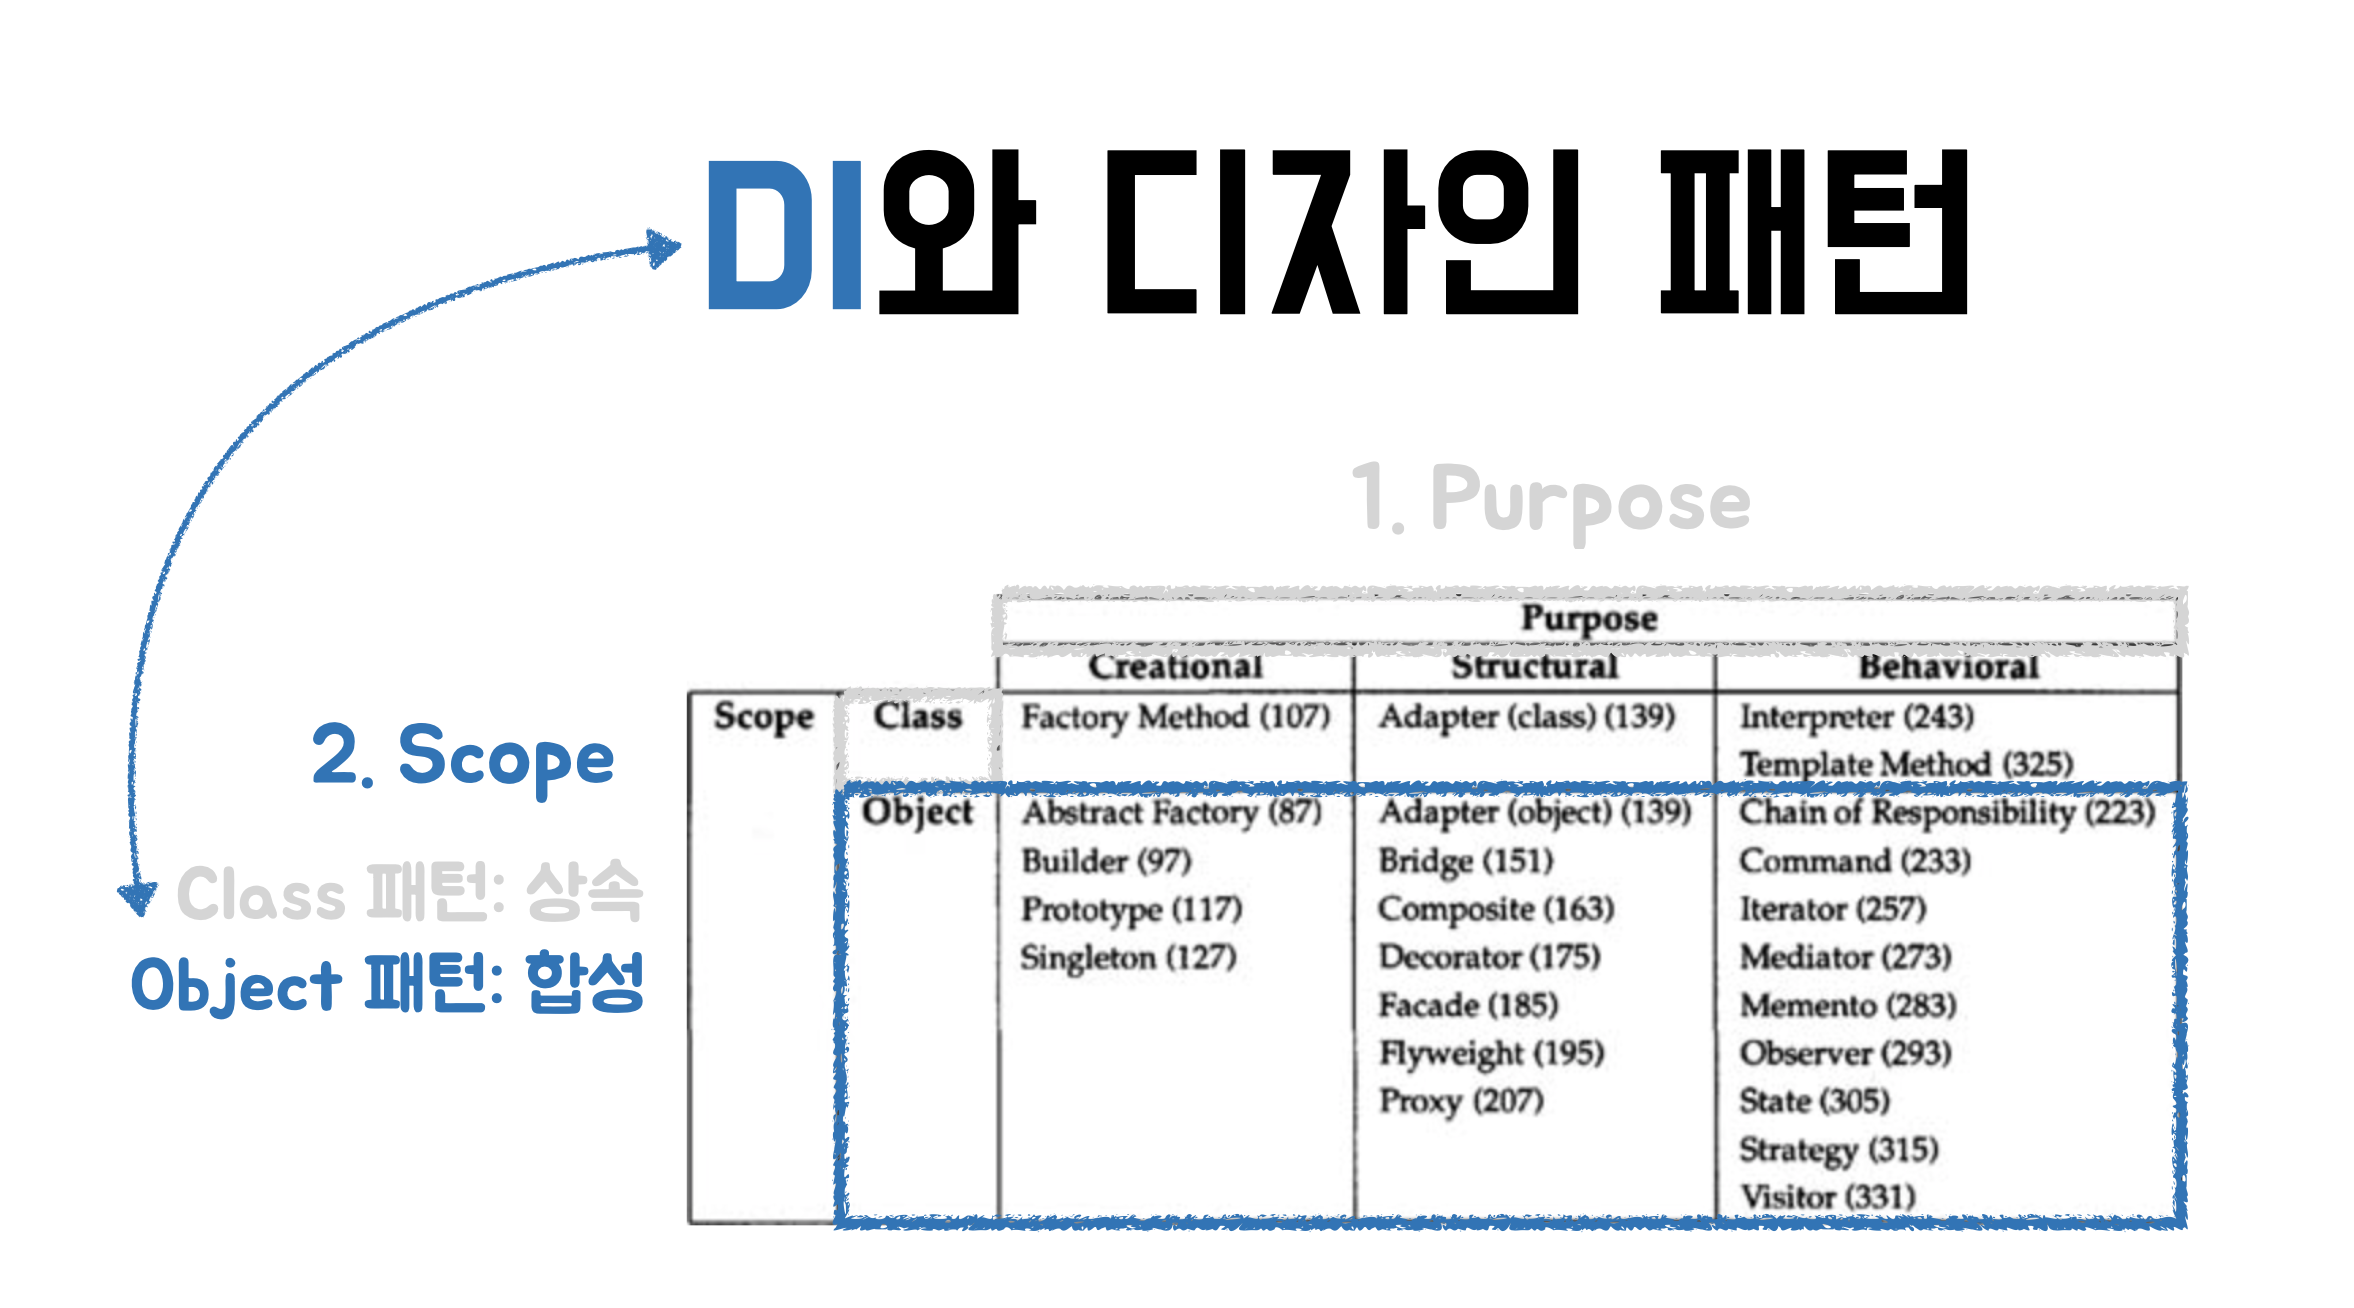 DI와 디자인 패턴
1. Purpose
Purpose
Creational Structural Behavioral
2. Scope
Class 패턴: 상속
Object 패턴: 합성
Scope Class Factory Method (107) Adapter (class) (139) Interpreter (243)
Template Method (325)
Object Abstract Factory (87) Adapter (object) (139) Chain of Responsibility (223)
Builder (97) Bridge (151) Command (233)
Prototype (117) Composite (163) Iterator (257)
Singleton (127) Decorator (175) Mediator (273)
Facade (185) Memento (283)
Flyweight (195) Observer (293)
Proxy (207) State (305)
Strategy (315)
Visitor (331)